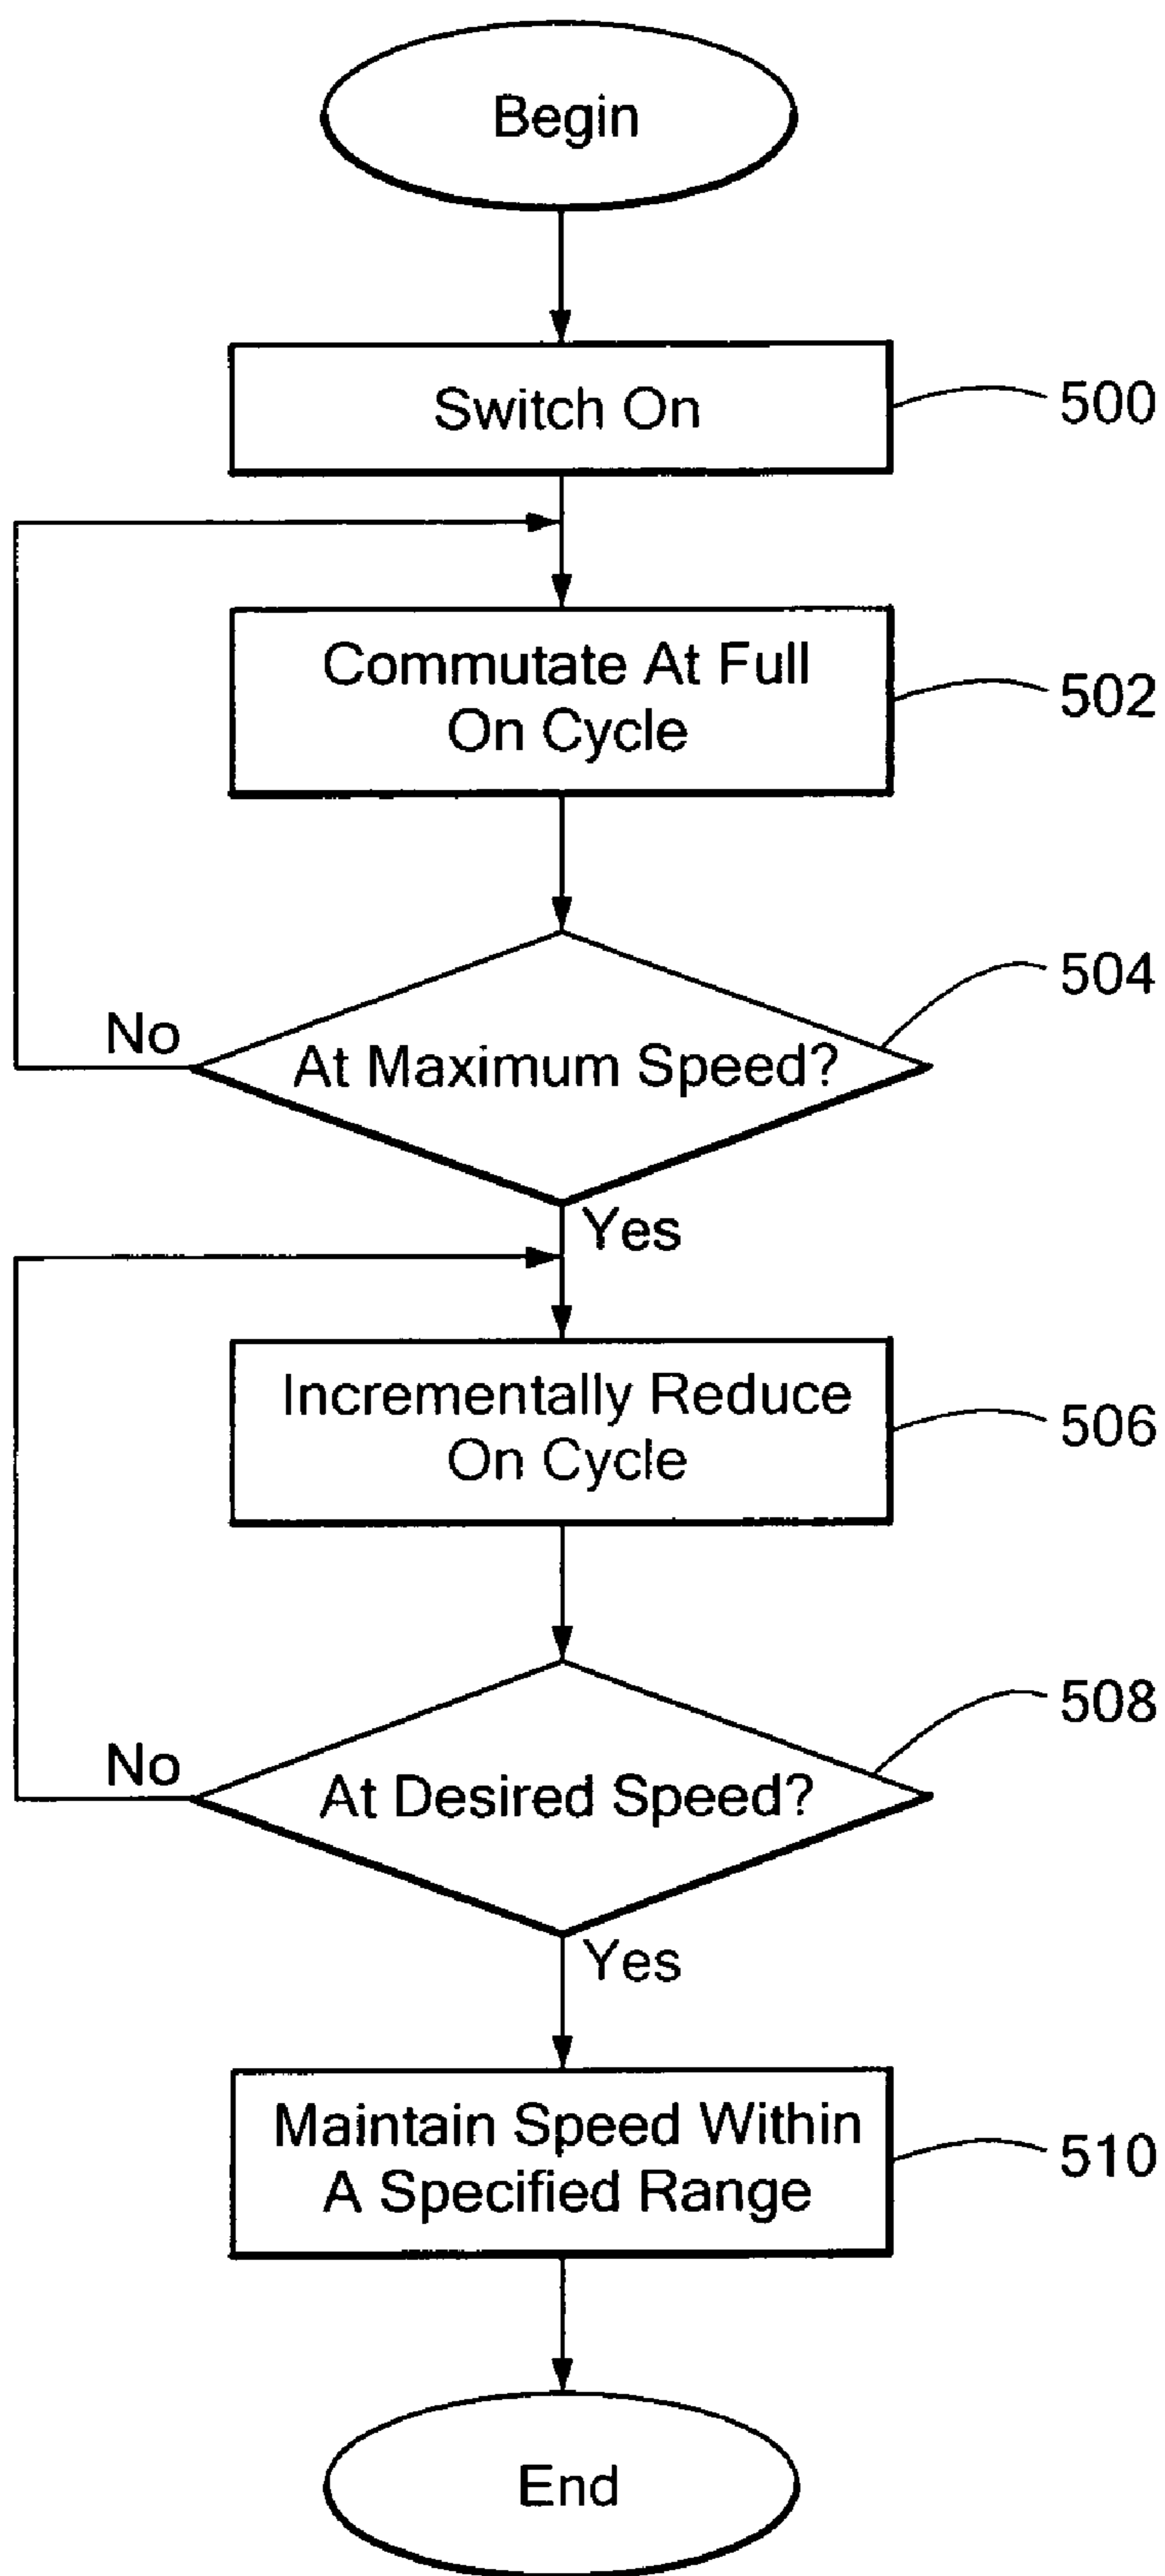 Begin
Switch On
500
Commutate At Full
On Cycle
502
504
No
At Maximum Speed?
Yes
Incrementally Reduce
On Cycle
506
508
No
At Desired Speed?
Yes
Maintain Speed Within
A Specified Range
510
End